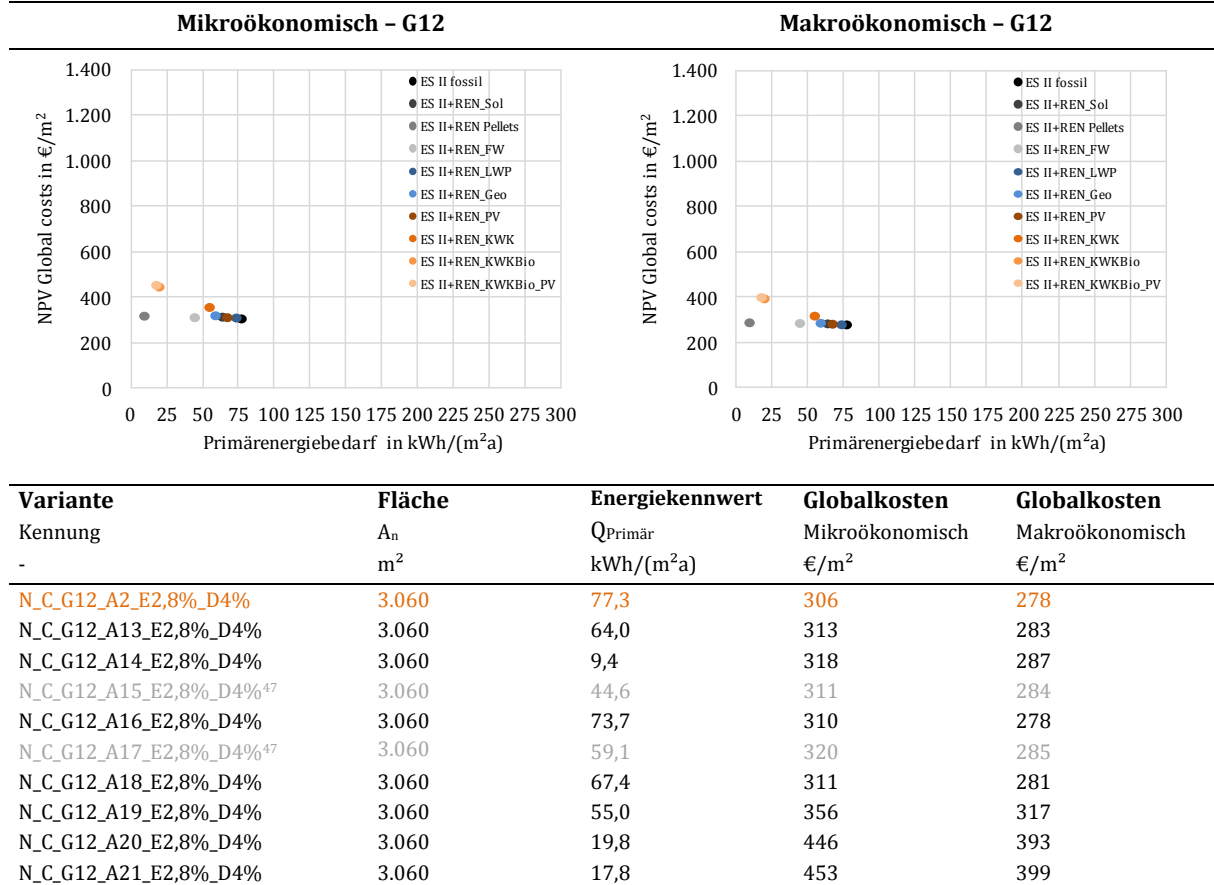 Mikroökonomisch – G12
Makroökonomisch – G12
NPV Global costs in €/m²
1.400
1.200
1.000
800
600
400
200
0
0 25 50 75 100 125 150 175 200 225 250 275 300
Primärenergiebedarf in kWh/(m²a)
ES II fossil
ES II+REN_Sol
ES II+REN Pellets
ES II+REN_FW
ES II+REN_LWP
ES II+REN_Geo
ES II+REN_PV
ES II+REN_KWK
ES II+REN_KWKBio
ES II+REN_KWKBio_PV
NPV Global costs in €/m²
1.400
1.200
1.000
800
600
400
200
0
0 25 50 75 100 125 150 175 200 225 250 275 300
Primärenergiebedarf in kWh/(m²a)
ES II fossil
ES II+REN_Sol
ES II+REN Pellets
ES II+REN_FW
ES II+REN_LWP
ES II+REN_Geo
ES II+REN_PV
ES II+REN_KWK
ES II+REN_KWKBio
ES II+REN_KWKBio_PV
Variante Fläche Energiekennwert Globalkosten Globalkosten
Kennung An QPrimär Mikroökonomisch Makroökonomisch
- m² kWh/(m²a) €/m² €/m²
N_C_G12_A2_E2,8%_D4% 3.060 77,3 306 278
N_C_G12_A13_E2,8%_D4% 3.060 64,0 313 283
N_C_G12_A14_E2,8%_D4% 3.060 9,4 318 287
N_C_G12_A15_E2,8%_D4%⁴⁷ 3.060 44,6 311 284
N_C_G12_A16_E2,8%_D4% 3.060 73,7 310 278
N_C_G12_A17_E2,8%_D4%⁴⁷ 3.060 59,1 320 285
N_C_G12_A18_E2,8%_D4% 3.060 67,4 311 281
N_C_G12_A19_E2,8%_D4% 3.060 55,0 356 317
N_C_G12_A20_E2,8%_D4% 3.060 19,8 446 393
N_C_G12_A21_E2,8%_D4% 3.060 17,8 453 399